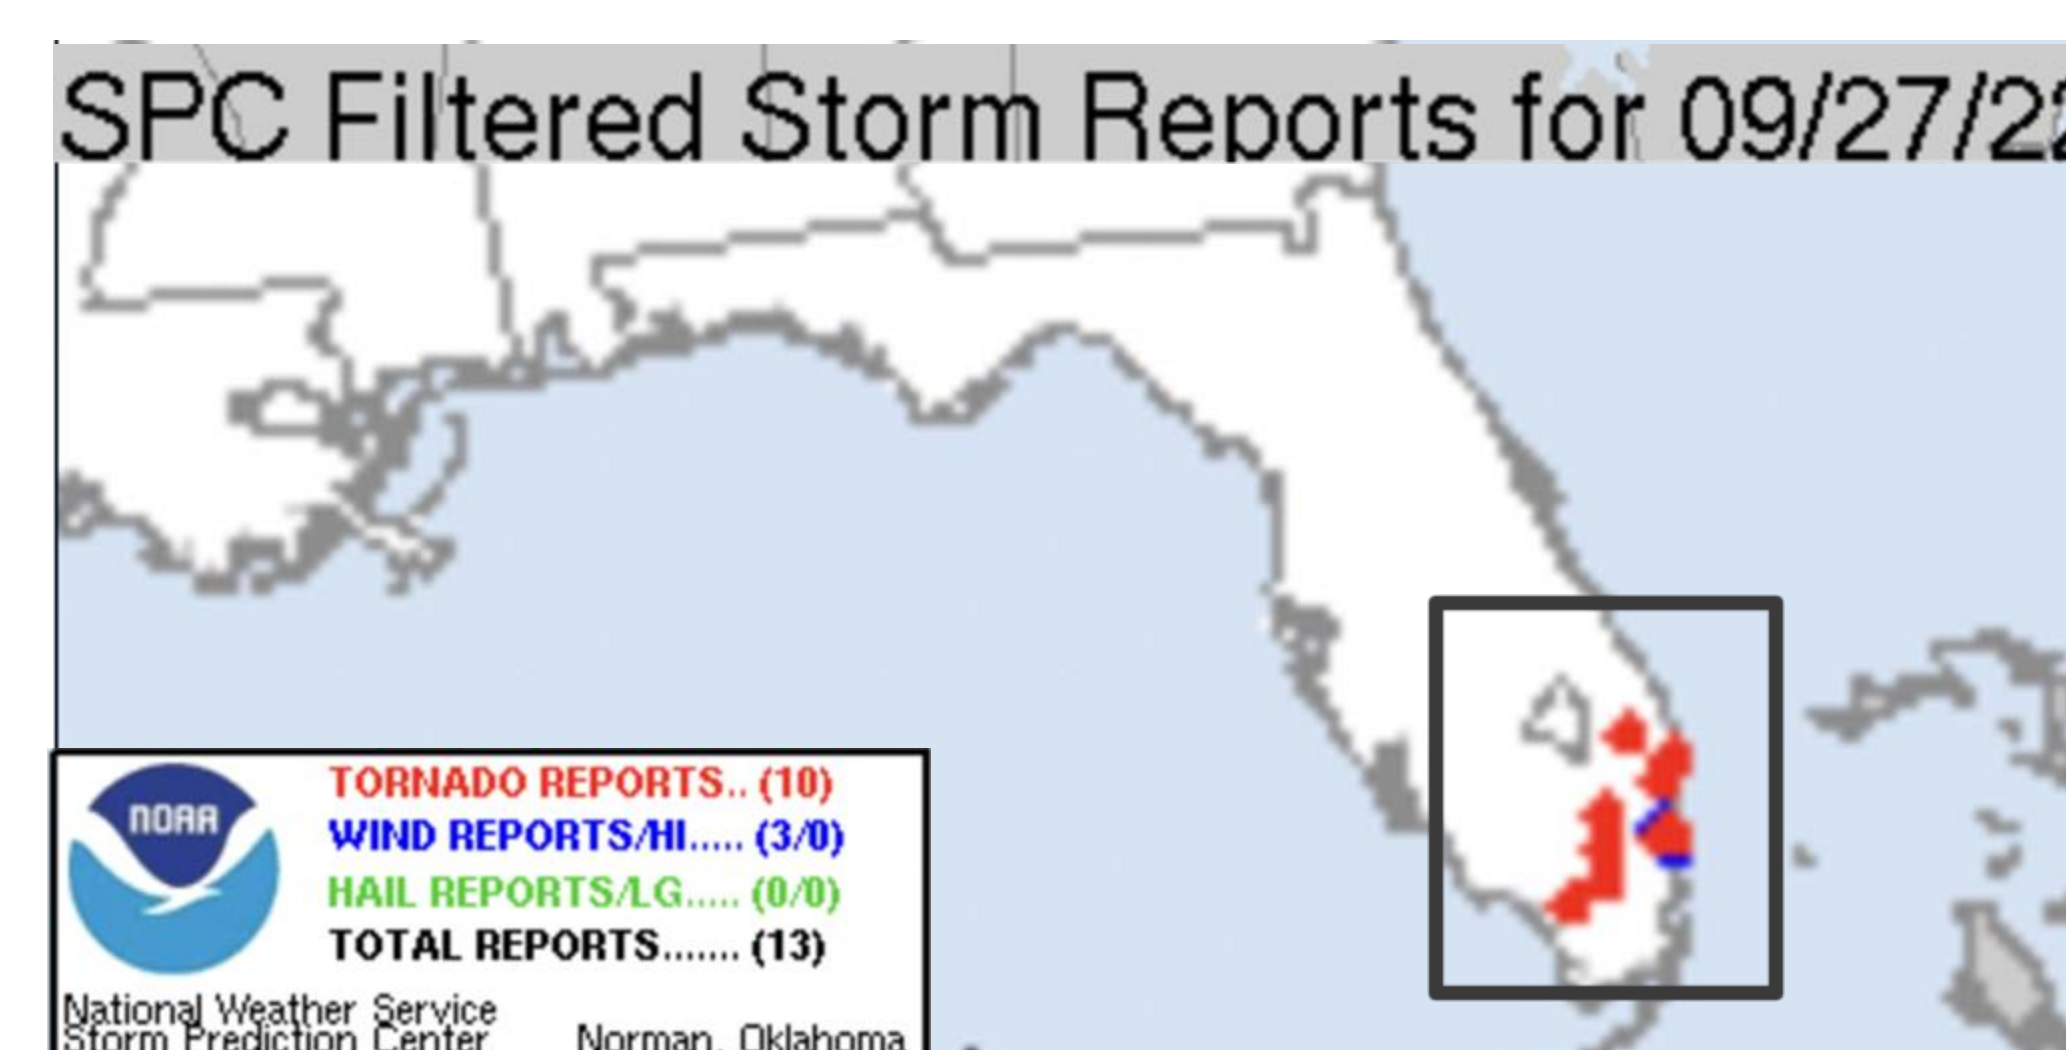 SPC Filtered Storm Reports for 09/27/22
NOAA
TORNADO REPORTS.. (10)
WIND REPORTS/HI..... (3/0)
HAIL REPORTS/LG..... (0/0)
TOTAL REPORTS....... (13)
National Weather Service
Storm Prediction Center Norman, Oklahoma